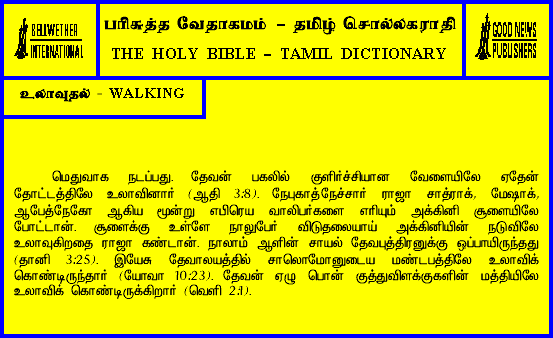 BELLWETHER
INTERNATIONAL
பரிசுத்த வேதாகமம் – தமிழ் சொல்லகராதி
THE HOLY BIBLE – TAMIL DICTIONARY
GOOD NEWS
PUBLISHERS
உலாவுதல் - WALKING
மெதுவாக நடப்பது. தேவன் பகலில் குளிர்ச்சியான வேளையிலே ஏதேன்
தோட்டத்திலே உலாவினார் (ஆதி 3:8). நேபுகாத்நேச்சார் ராஜா சாத்ராக், மேஷாக்,
ஆபேத்நேகோ ஆகிய மூன்று எபிரெய வாலிபர்களை எரியும் அக்கினி சூளையிலே
போட்டான். சூளைக்கு உள்ளே நாலுபேர் விடுதலையாய் அக்கினியின் நடுவிலே
உலாவுகிறதை ராஜா கண்டான். நாலாம் ஆளின் சாயல் தேவபுத்திரனுக்கு ஒப்பாயிருந்தது
(தானி 3:25). இயேசு தேவாலயத்தில் சாலொமோனுடைய மண்டபத்திலே உலாவிக்
கொண்டிருந்தார் (யோவா 10:23). தேவன் ஏழு பொன் குத்துவிளக்குகளின் மத்தியிலே
உலாவிக் கொண்டிருக்கிறார் (வெளி 2:1).